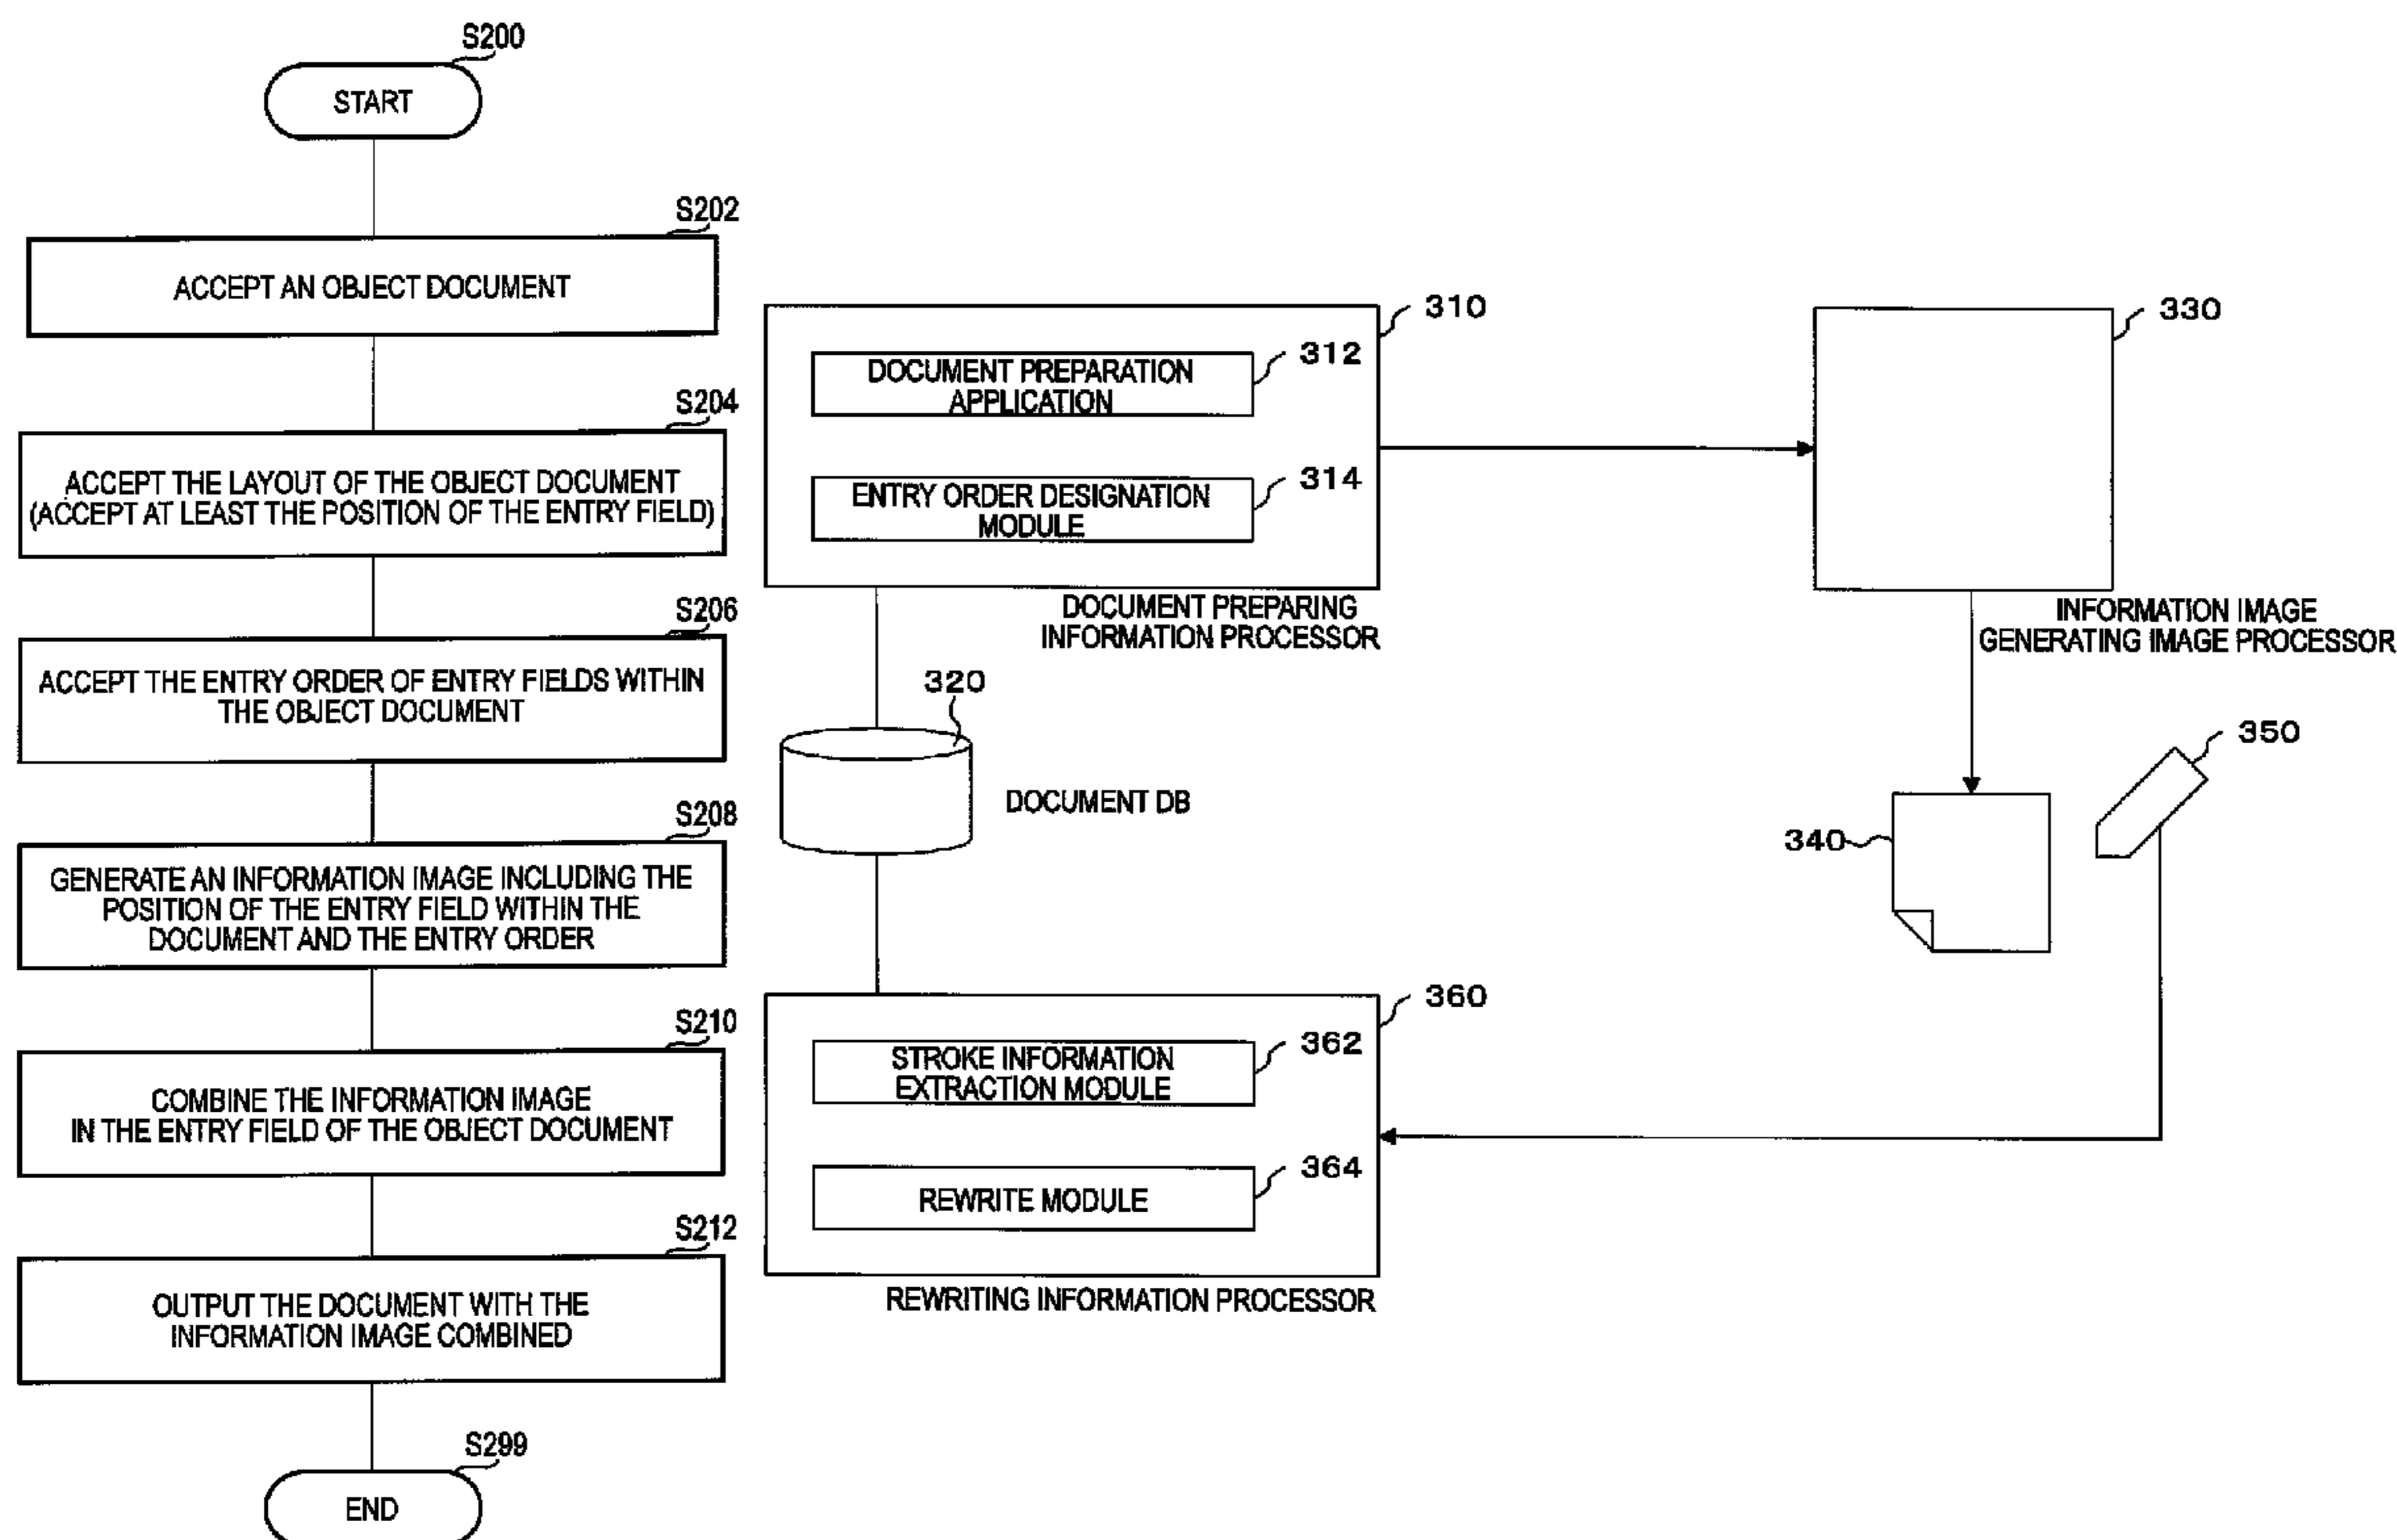 S200
START
S202
ACCEPT AN OBJECT DOCUMENT
S204
ACCEPT THE LAYOUT OF THE OBJECT DOCUMENT
(ACCEPT AT LEAST THE POSITION OF THE ENTRY FIELD)
S206
ACCEPT THE ENTRY ORDER OF ENTRY FIELDS WITHIN
THE OBJECT DOCUMENT
S208
GENERATE AN INFORMATION IMAGE INCLUDING THE
POSITION OF THE ENTRY FIELD WITHIN THE
DOCUMENT AND THE ENTRY ORDER
S210
COMBINE THE INFORMATION IMAGE
IN THE ENTRY FIELD OF THE OBJECT DOCUMENT
S212
OUTPUT THE DOCUMENT WITH THE
INFORMATION IMAGE COMBINED
S299
END
310
312
DOCUMENT PREPARATION
APPLICATION
314
ENTRY ORDER DESIGNATION
MODULE
DOCUMENT PREPARING
INFORMATION PROCESSOR
330
INFORMATION IMAGE
GENERATING IMAGE PROCESSOR
320
DOCUMENT DB
340
350
360
362
STROKE INFORMATION
EXTRACTION MODULE
364
REWRITE MODULE
REWRITING INFORMATION PROCESSOR